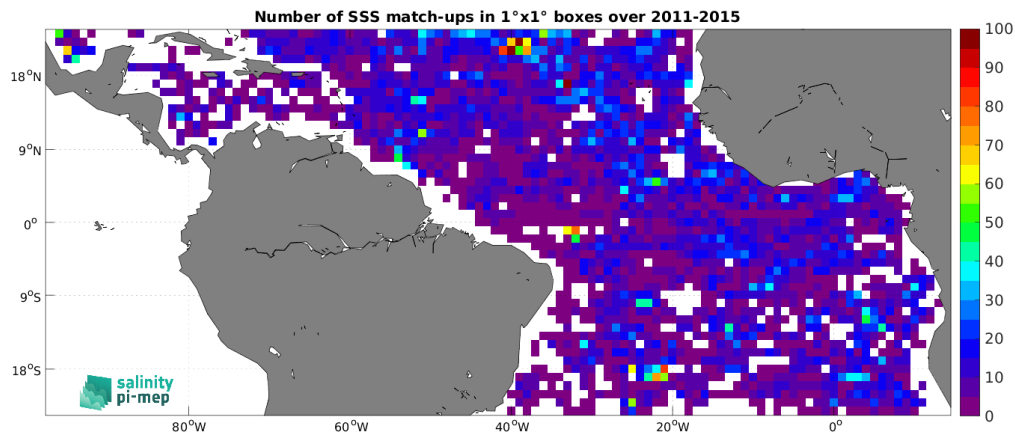 Number of SSS match-ups in 1°x1° boxes over 2011-2015
100
90
80
70
60
50
40
30
20
10
0
18°N
9°N
0°
9°S
18°S
80°W
60°W
40°W
20°W
0°
salinity
pi-mep